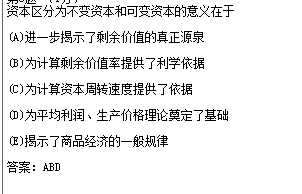 资本区分为不变资本和可变资本的意义在于
(A)进一步揭示了剩余价值的真正源泉
(B)为计算剩余价值率提供了利学依据
(C)为计算资本周转速度提供了依据
(D)为平均利润、生产价格理论奠定了基础
(E)揭示了商品经济的一般规律
答案：ABD